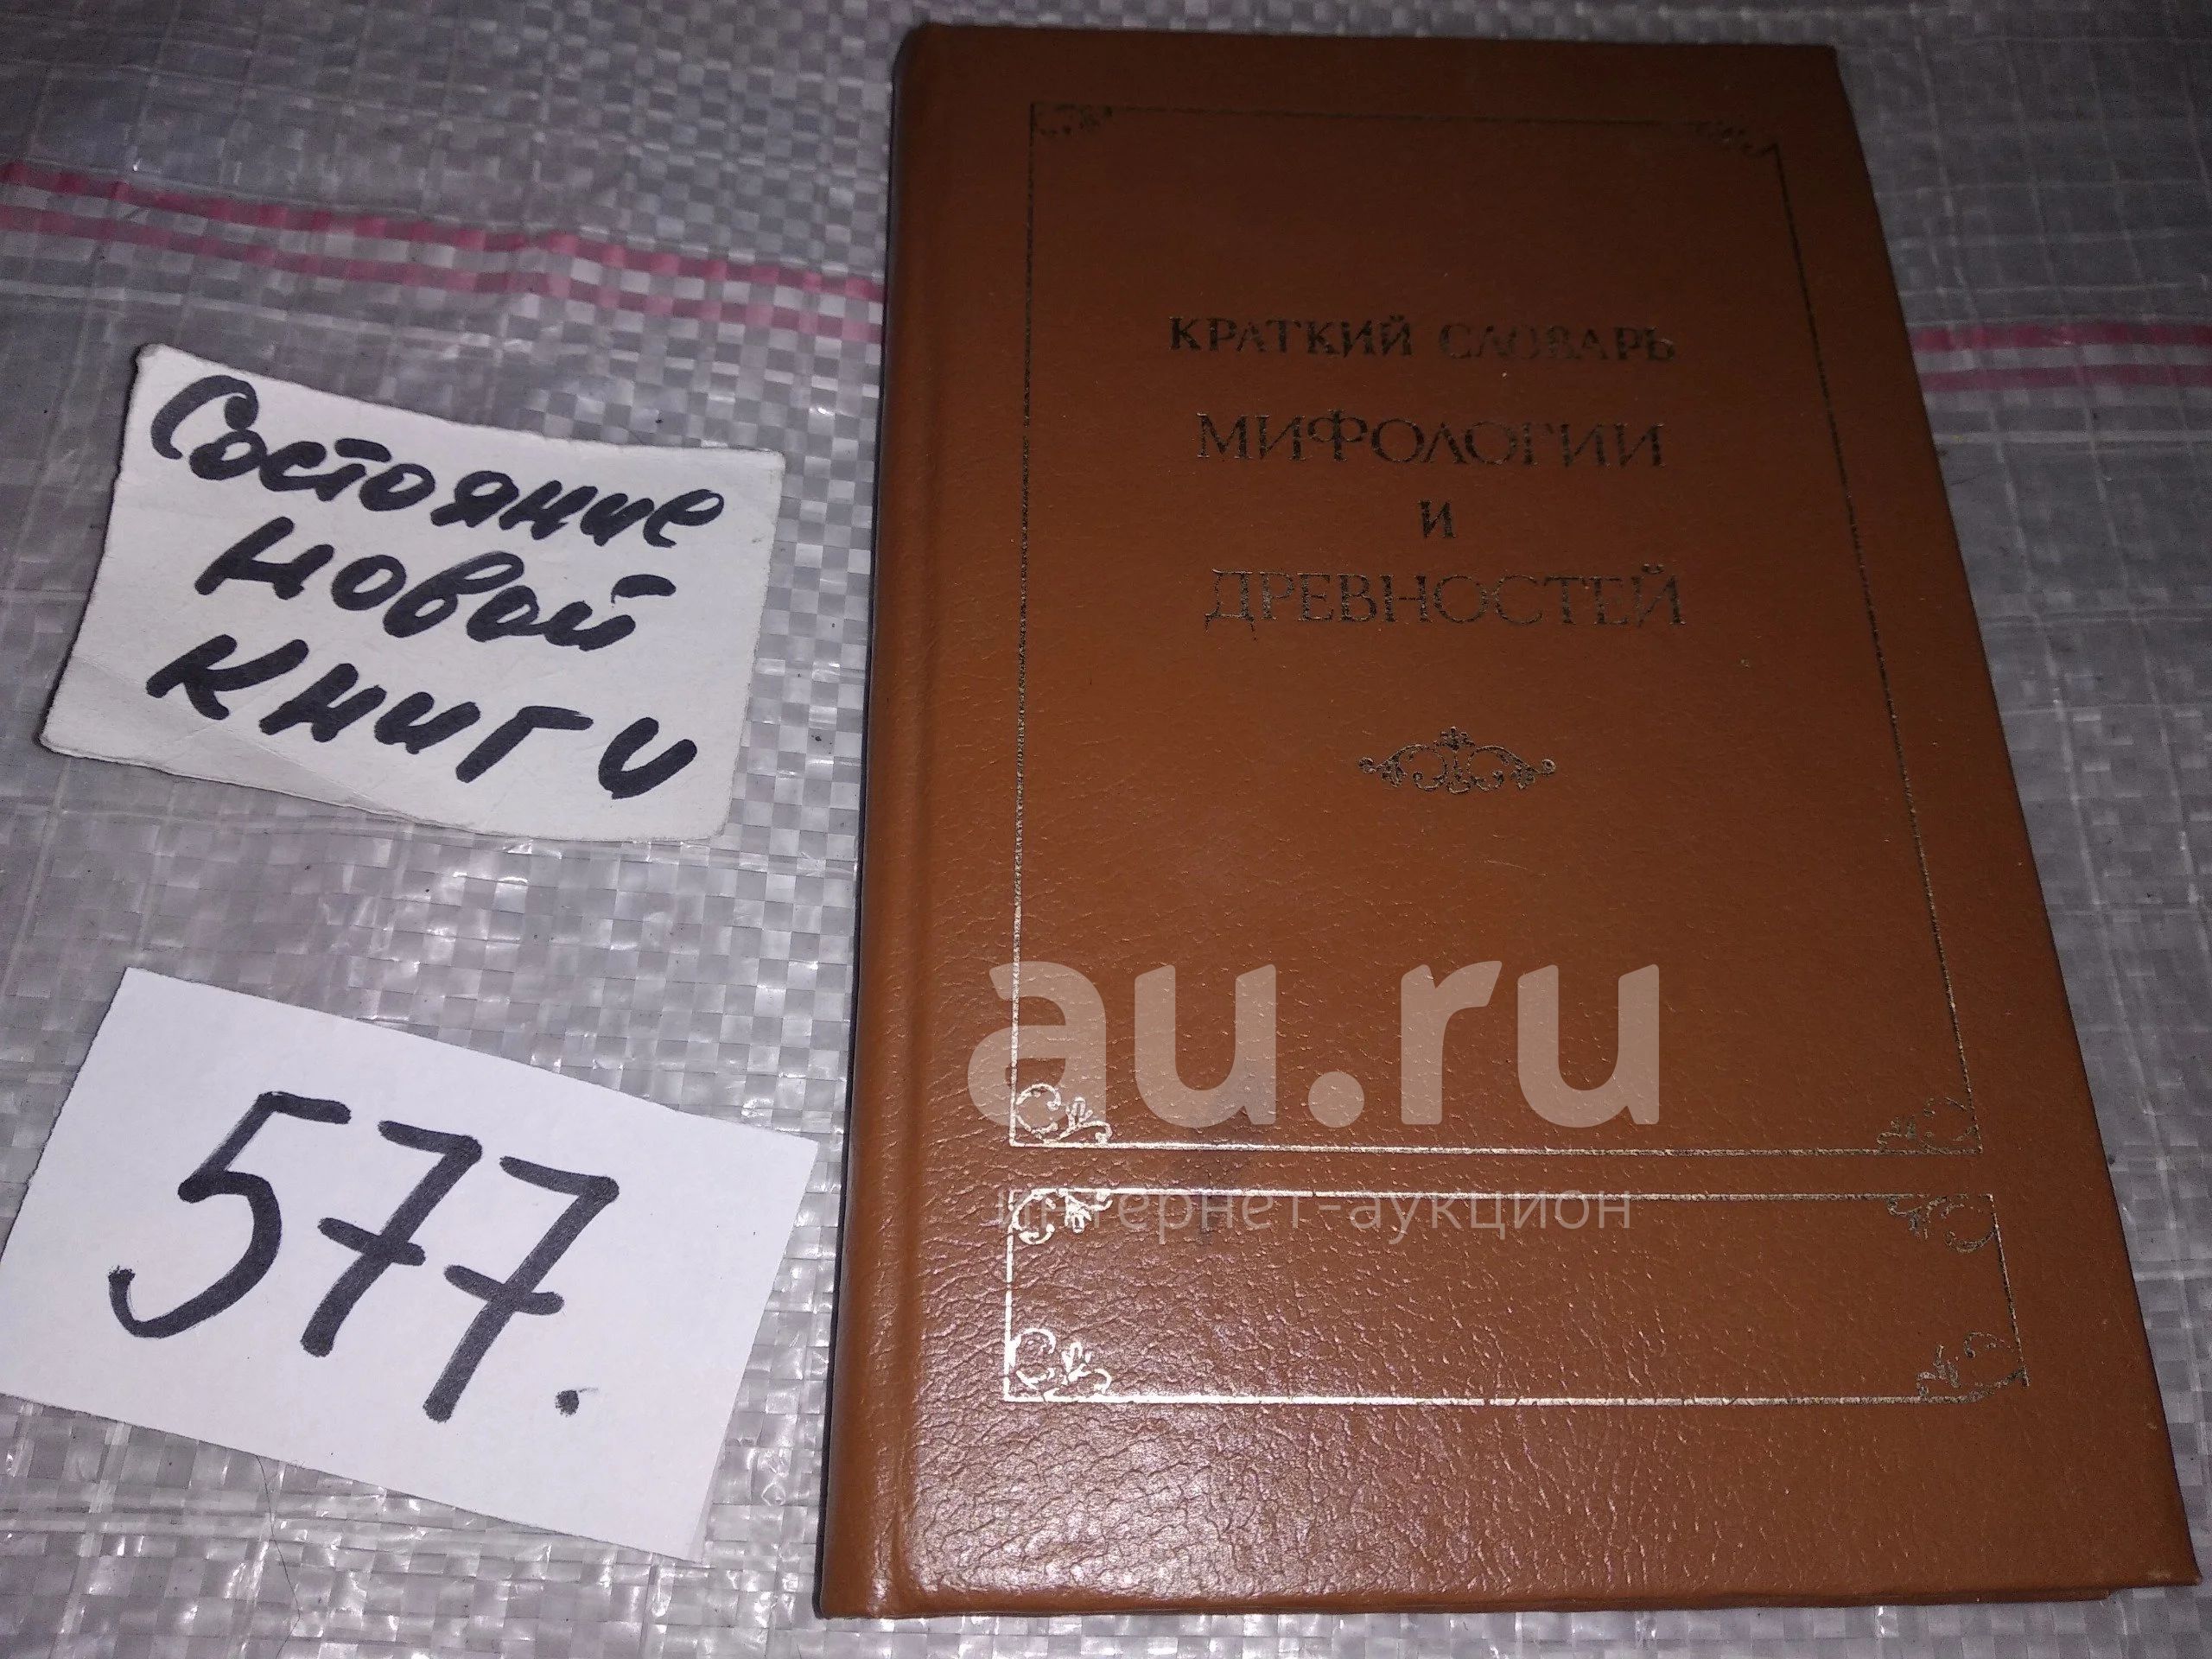 Состояние
новой
книги
577.
КРАТКИЙ СЛОВАРЬ
МИФОЛОГИИ
И
ДРЕВНОСТЕЙ
au.ru
интернет-аукцион